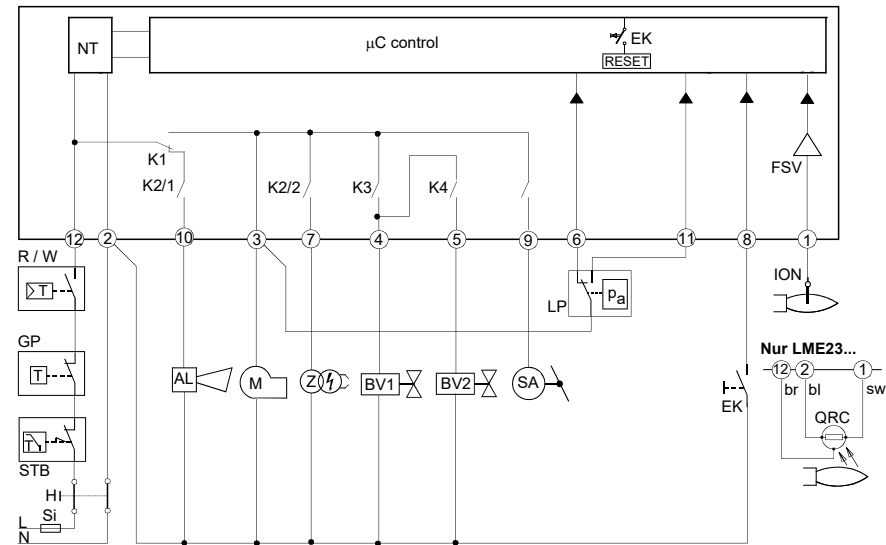 NT
μC control
EK
RESET
FSV
K1
K2/1
K2/2
K3
K4
12
2
10
3
7
4
5
9
6
11
8
1
R / W
T
GP
T
STB
T
H
Si
L
N
AL
M
Z
BV1
BV2
SA
LP
pa
EK
ION
Nur LME23...
12
2
1
br
bl
sw
QRC